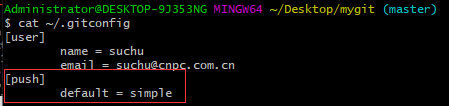 Administrator@DESKTOP-9J353NG MINGW64 ~/Desktop/mygit (master)
$ cat ~/.gitconfig
[user]
name = suchu
email = suchu@cnpc.com.cn
[push]
default = simple